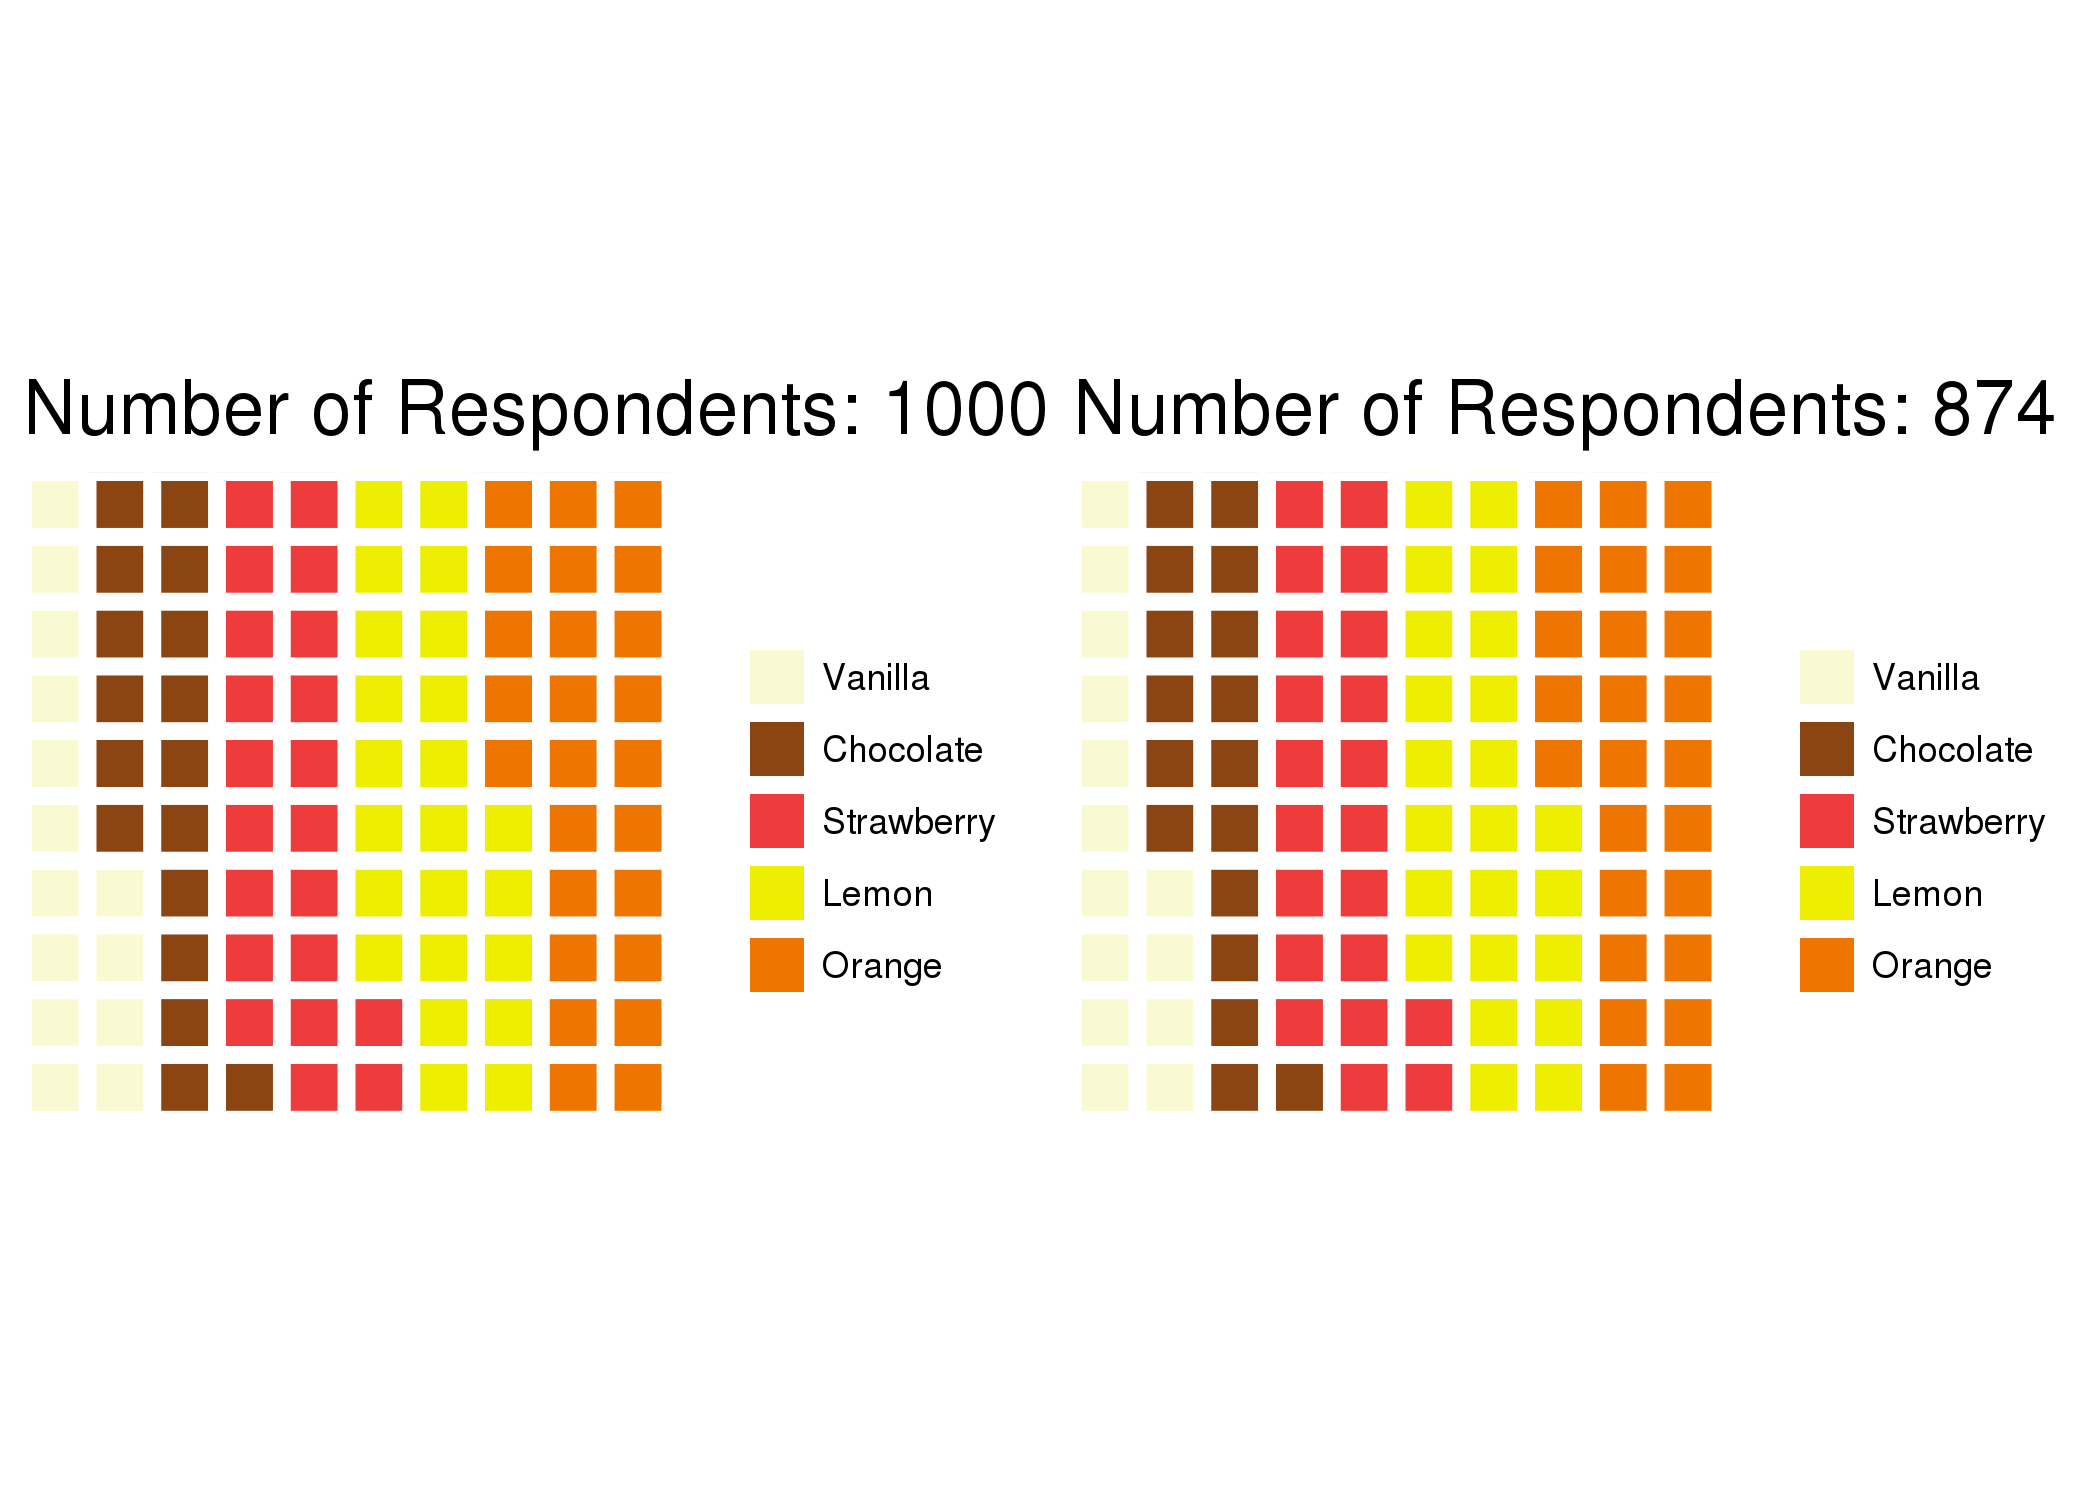 Number of Respondents: 1000
Vanilla
Chocolate
Strawberry
Lemon
Orange
Number of Respondents: 874
Vanilla
Chocolate
Strawberry
Lemon
Orange